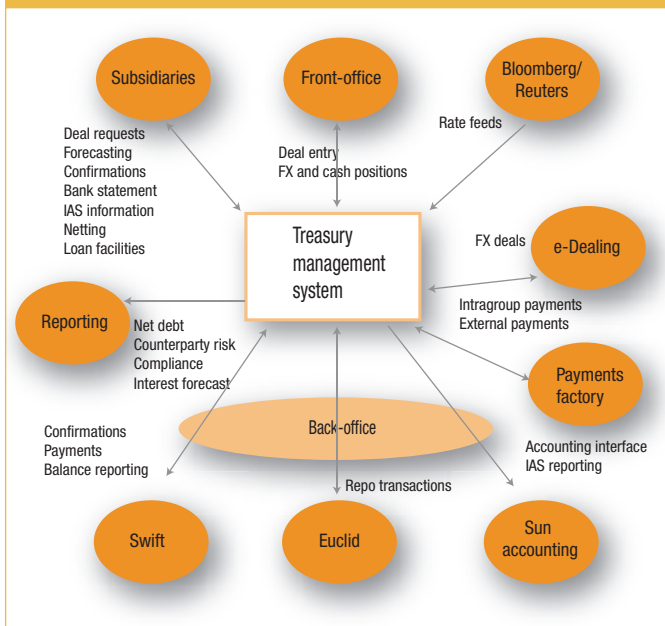 Subsidiaries
Front-office
Bloomberg/
Reuters
Deal requests
Forecasting
Confirmations
Bank statement
IAS information
Netting
Loan facilities
Deal entry
FX and cash positions
Rate feeds
Treasury
management
system
FX deals
e-Dealing
Intragroup payments
External payments
Reporting
Net debt
Counterparty risk
Compliance
Interest forecast
Payments
factory
Back-office
Confirmations
Payments
Balance reporting
Accounting interface
IAS reporting
Repo transactions
Swift
Euclid
Sun
accounting